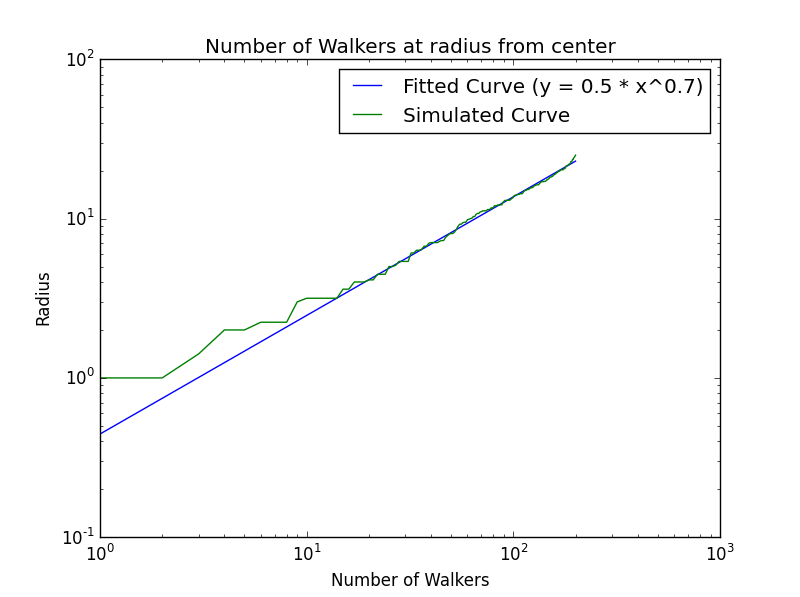 Number of Walkers at radius from center
Fitted Curve (y = 0.5 * x^0.7)
Simulated Curve
10^2
10^1
10^0
10^-1
Radius
10^0 10^1 10^2 10^3
Number of Walkers